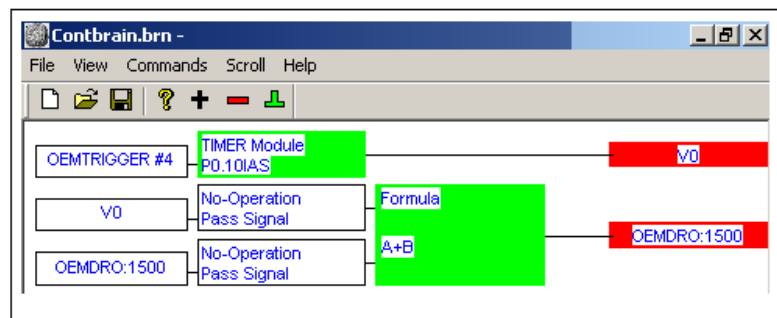 Contbrain.brn -
File View Commands Scroll Help
OEMTRIGGER #4
TIMER Module
P0.10IAS
V0
V0
No-Operation
Pass Signal
Formula
A+B
OEMDRO:1500
OEMDRO:1500
No-Operation
Pass Signal